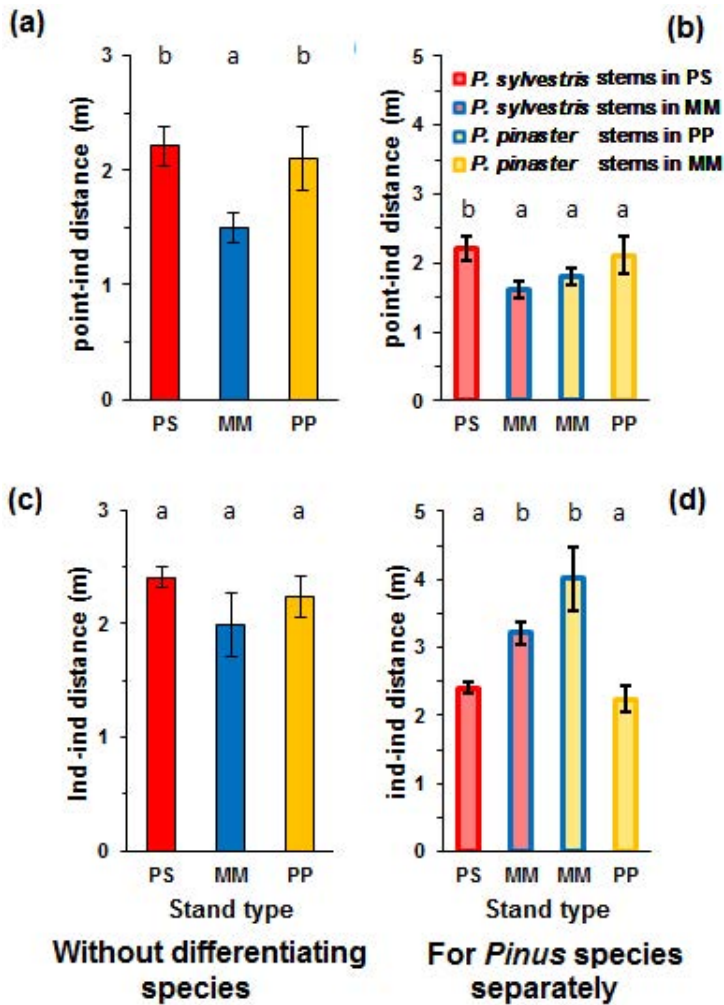 (a)
3
2
1
0
point-ind distance (m)
b a b
PS MM PP
(b)
5
4
3
2
1
0
point-ind distance (m)
P. sylvestris stems in PS
P. sylvestris stems in MM
P. pinaster stems in PP
P. pinaster stems in MM
b a a a
PS MM MM PP
(c)
3
2
1
0
Ind-ind distance (m)
a a a
PS MM PP
Stand type
(d)
5
4
3
2
1
0
ind-ind distance (m)
a b b a
PS MM MM PP
Stand type
Without differentiating
species
For Pinus species
separately